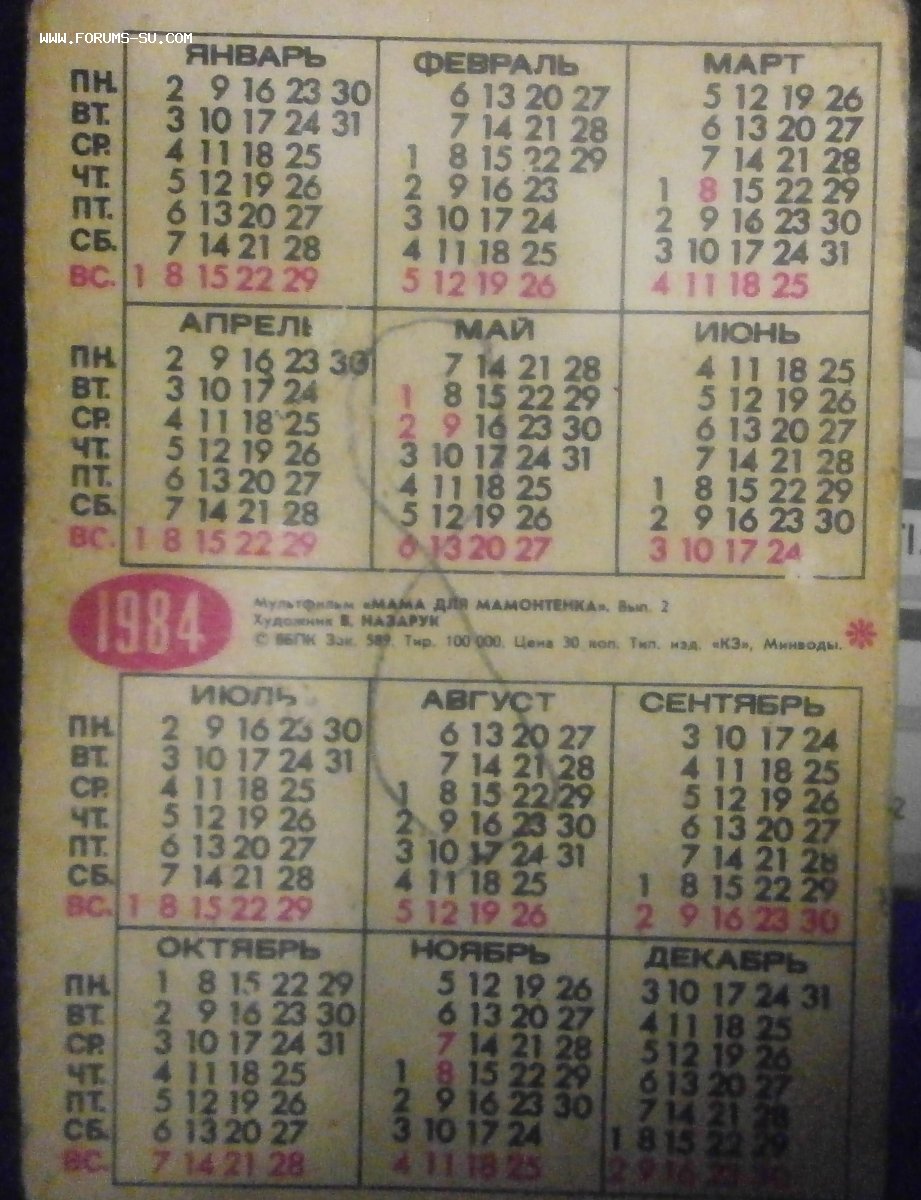 www.forums-su.com
ЯНВАРЬ ФЕВРАЛЬ МАРТ
ПН. 2 9 16 23 30 6 13 20 27 5 12 19 26
ВТ. 3 10 17 24 31 7 14 21 28 6 13 20 27
СР. 4 11 18 25 1 8 15 22 29 7 14 21 28
ЧТ. 5 12 19 26 2 9 16 23 1 8 15 22 29
ПТ. 6 13 20 27 3 10 17 24 2 9 16 23 30
СБ. 7 14 21 28 4 11 18 25 3 10 17 24 31
ВС. 1 8 15 22 29 5 12 19 26 4 11 18 25
АПРЕЛЬ МАЙ ИЮНЬ
ПН. 2 9 16 23 30 7 14 21 28 4 11 18 25
ВТ. 3 10 17 24 1 8 15 22 29 5 12 19 26
СР. 4 11 18 25 2 9 16 23 30 6 13 20 27
ЧТ. 5 12 19 26 3 10 17 24 31 7 14 21 28
ПТ. 6 13 20 27 4 11 18 25 1 8 15 22 29
СБ. 7 14 21 28 5 12 19 26 2 9 16 23 30
ВС. 1 8 15 22 29 6 13 20 27 3 10 17 24
1984
Мультфильм «МАМА ДЛЯ МАМОНТЕНКА». Вып. 2
Художник В. НАЗАРУК
© ВБПК Зак. 589. Тир. 100 000. Цена 30 коп. Тип. изд. «КЗ», Минводы.
ИЮЛЬ АВГУСТ СЕНТЯБРЬ
ПН. 2 9 16 23 30 6 13 20 27 3 10 17 24
ВТ. 3 10 17 24 31 7 14 21 28 4 11 18 25
СР. 4 11 18 25 1 8 15 22 29 5 12 19 26
ЧТ. 5 12 19 26 2 9 16 23 30 6 13 20 27
ПТ. 6 13 20 27 3 10 17 24 31 7 14 21 28
СБ. 7 14 21 28 4 11 18 25 1 8 15 22 29
ВС. 1 8 15 22 29 5 12 19 26 2 9 16 23 30
ОКТЯБРЬ НОЯБРЬ ДЕКАБРЬ
ПН. 1 8 15 22 29 5 12 19 26 3 10 17 24 31
ВТ. 2 9 16 23 30 6 13 20 27 4 11 18 25
СР. 3 10 17 24 31 7 14 21 28 5 12 19 26
ЧТ. 4 11 18 25 1 8 15 22 29 6 13 20 27
ПТ. 5 12 19 26 2 9 16 23 30 7 14 21 28
СБ. 6 13 20 27 3 10 17 24 1 8 15 22 29
ВС. 7 14 21 28 4 11 18 25 2 9 16 23 30